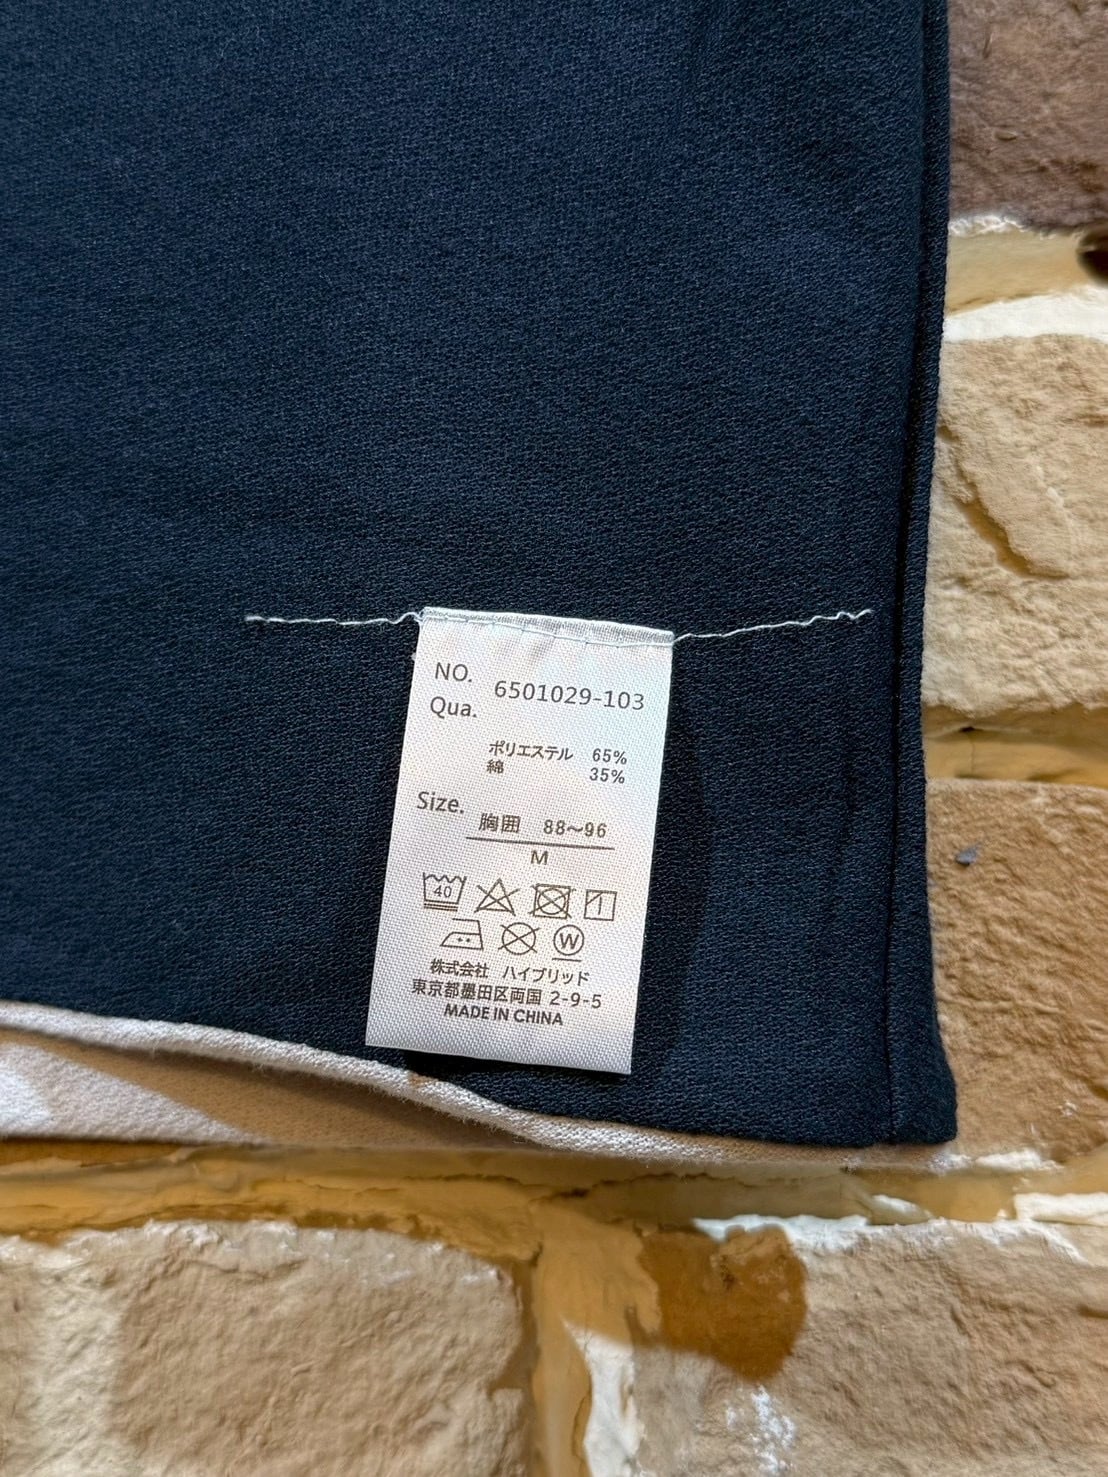 NO. 6501029-103
Qua.
ポリエステル 65%
綿 35%
Size.
胸囲 88〜96
M
40
W
株式会社 ハイブリッド
東京都墨田区両国 2-9-5
MADE IN CHINA